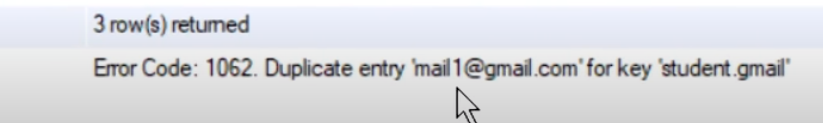 3 row(s) returned
Error Code: 1062. Duplicate entry 'mail1@gmail.com' for key 'student.gmail'